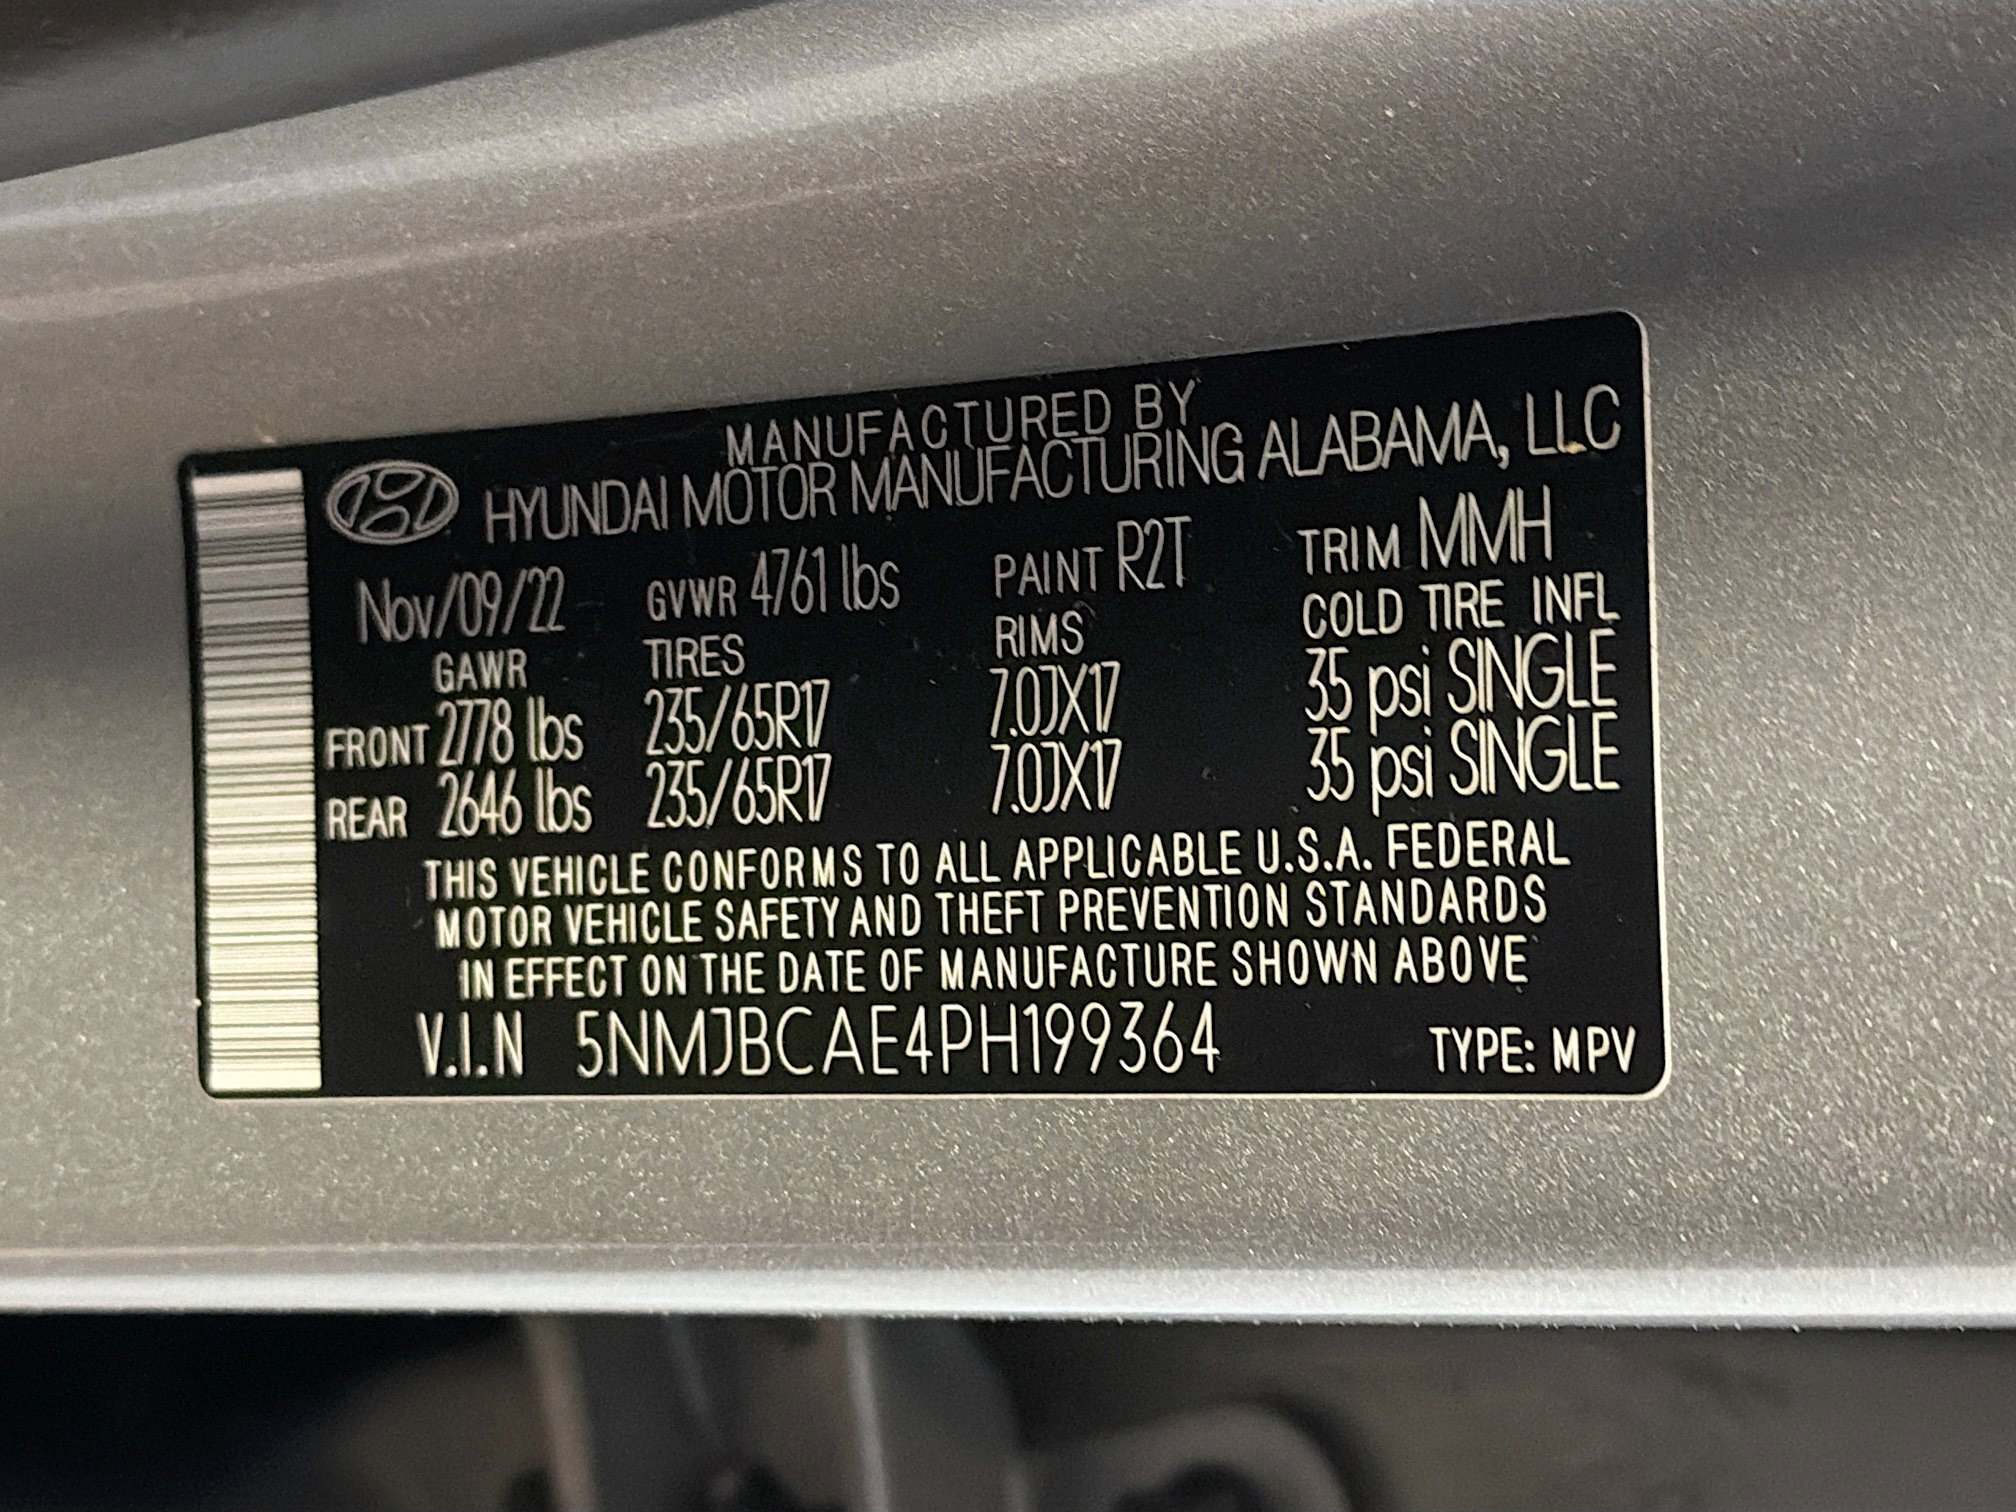 MANUFACTURED BY
HYUNDAI MOTOR MANUFACTURING ALABAMA, LLC
Nov/09/22 GVWR 4761 lbs PAINT R2T TRIM MMH
GAWR TIRES RIMS COLD TIRE INFL
FRONT 2778 lbs 235/65R17 7.0JX17 35 psi SINGLE
REAR 2646 lbs 235/65R17 7.0JX17 35 psi SINGLE
THIS VEHICLE CONFORMS TO ALL APPLICABLE U.S.A. FEDERAL
MOTOR VEHICLE SAFETY AND THEFT PREVENTION STANDARDS
IN EFFECT ON THE DATE OF MANUFACTURE SHOWN ABOVE
V.I.N 5NMJBCAE4PH199364 TYPE: MPV